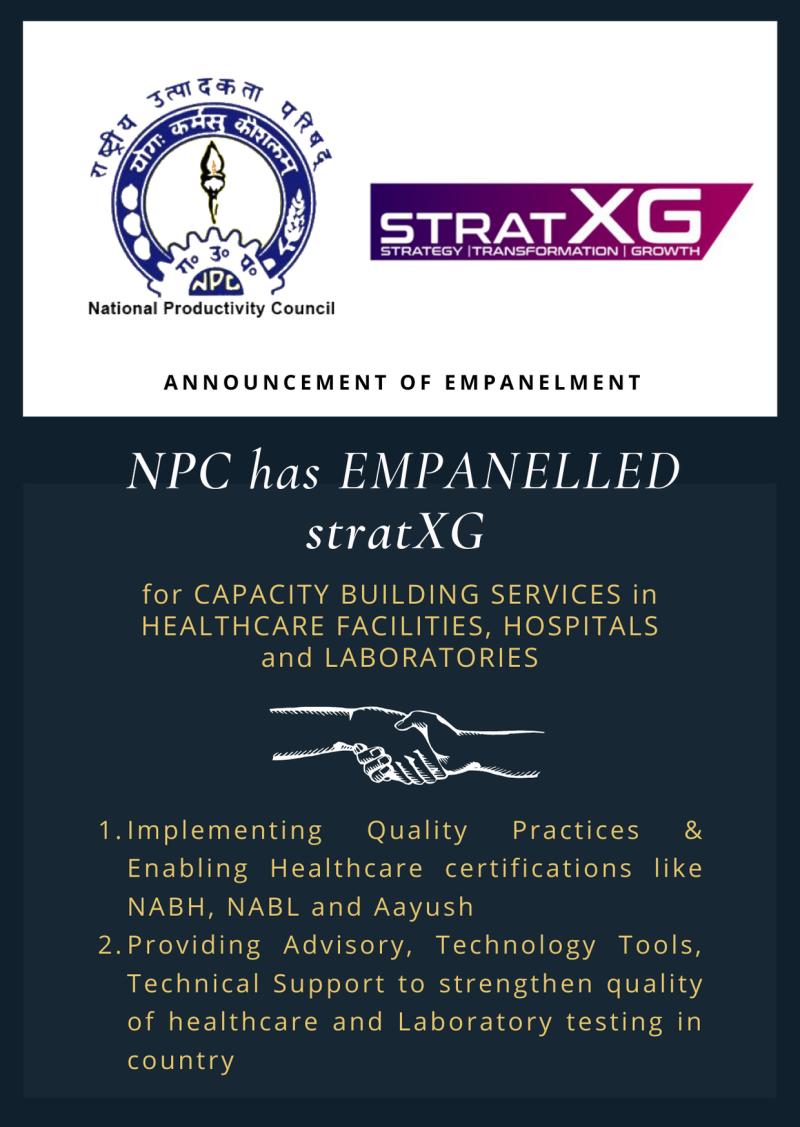 राष्ट्रीय उत्पादकता परिषद्
योगः कर्मसु कौशलम्
रा० उ० प०
NPC
National Productivity Council
STRATXG
STRATEGY |TRANSFORMATION | GROWTH
ANNOUNCEMENT OF EMPANELMENT
NPC has EMPANELLED
stratXG
for CAPACITY BUILDING SERVICES in
HEALTHCARE FACILITIES, HOSPITALS
and LABORATORIES
1. Implementing Quality Practices &
Enabling Healthcare certifications like
NABH, NABL and Aayush
2. Providing Advisory, Technology Tools,
Technical Support to strengthen quality
of healthcare and Laboratory testing in
country